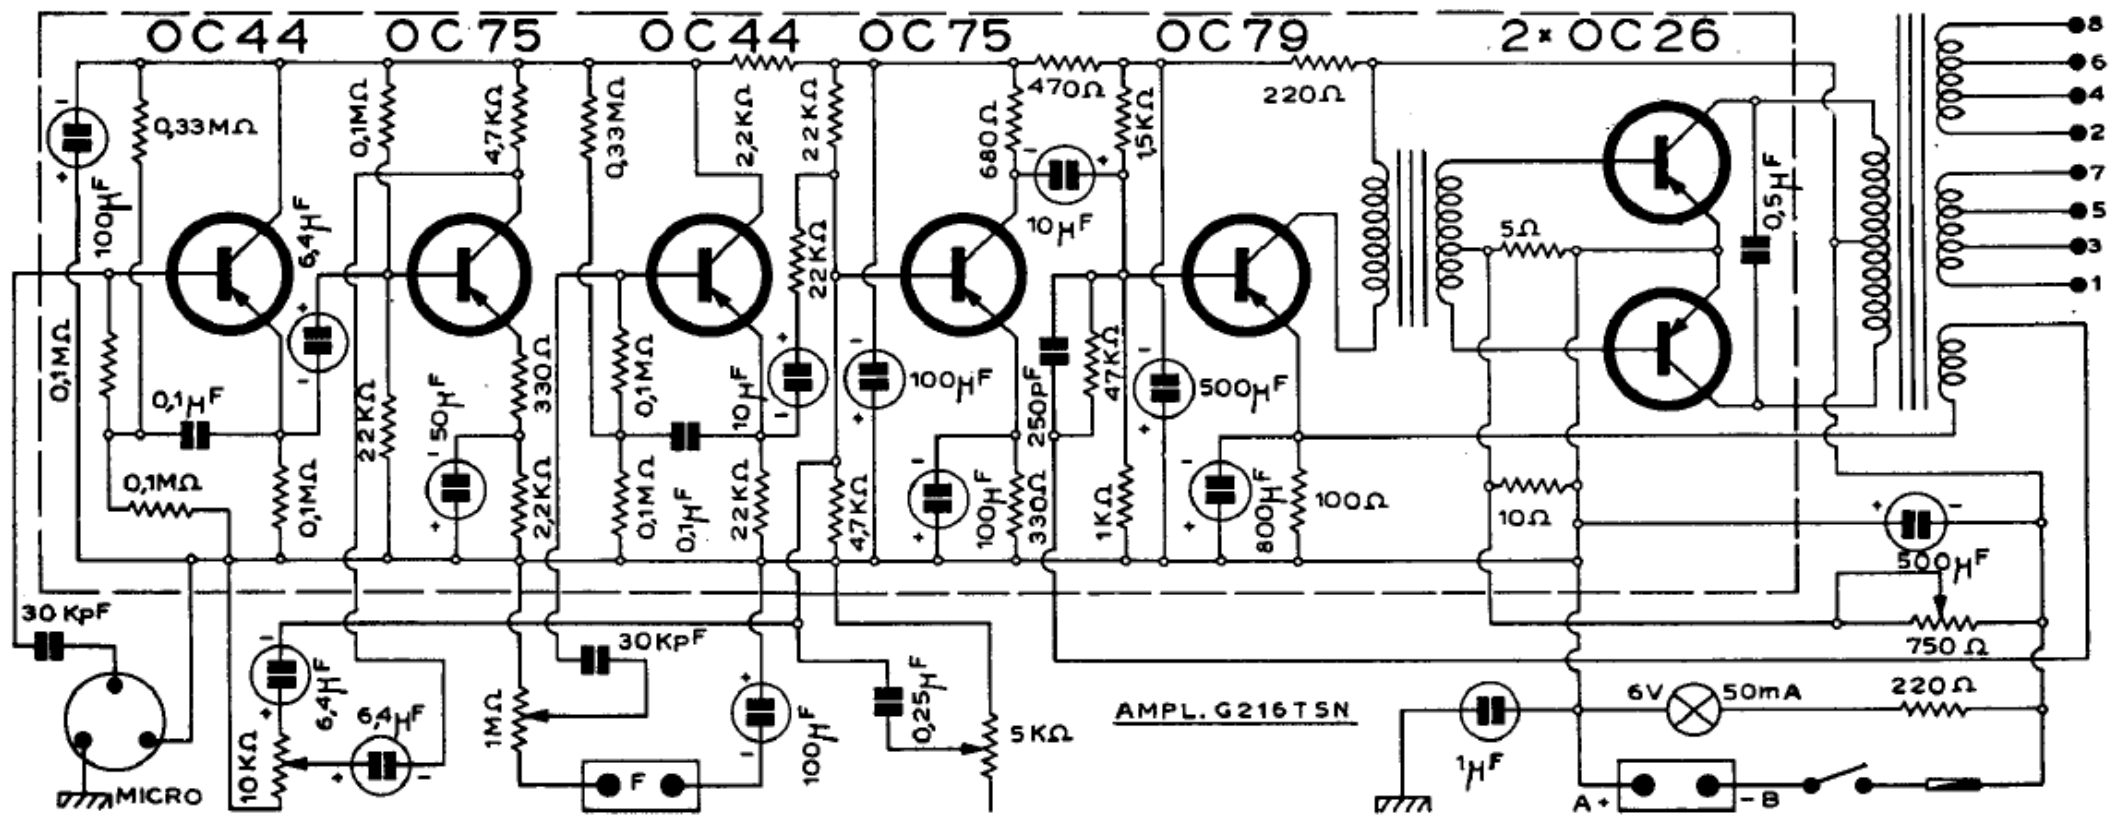 OC44 OC75 OC44 OC75 OC79 2×OC26
8
6
4
2
7
5
3
1
-
+
100µF
0,33MΩ
0,1MΩ
0,1µF
0,1MΩ
0,1MΩ
6,4µF
+
-
0,1MΩ
4,7KΩ
22KΩ
150µF
-
+
330Ω
2,2KΩ
0,33MΩ
2,2KΩ
22KΩ
22KΩ
0,1MΩ
0,1MΩ
0,1µF
10µF
+
-
22KΩ
4,7KΩ
-
100µF
+
680Ω
470Ω
-
+
10µF
1,5KΩ
-
100µF
+
330Ω
250PF
47KΩ
1KΩ
-
500µF
+
220Ω
-
800µF
+
100Ω
5Ω
10Ω
0,5µF
+
-
500µF
750Ω
30KpF
MICRO
-
6,4µF
+
10KΩ
6,4µF
+
-
1MΩ
30KpF
F
+
100µF
-
0,25µF
5KΩ
AMPL. G216TSN
1µF
6V
50mA
220Ω
A+
-B